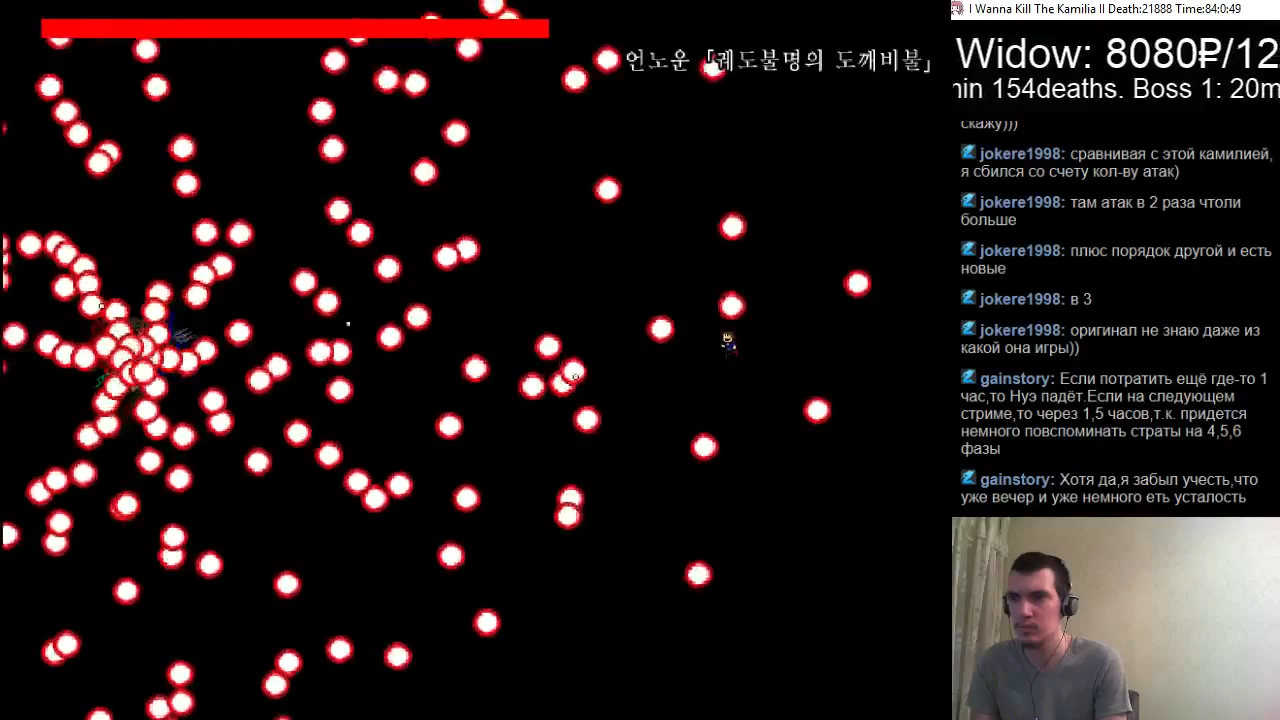 I Wanna Kill The Kamilia II Death:21888 Time:84:0:49
언노운 「궤도불명의 도깨비불」
Widow: 8080₽/12
nin 154deaths. Boss 1: 20m
скажу)))
jokere1998: сравнивая с этой камилией,
я сбился со счету кол-ву атак)
jokere1998: там атак в 2 раза чтоли
больше
jokere1998: плюс порядок другой и есть
новые
jokere1998: в 3
jokere1998: оригинал не знаю даже из
какой она игры))
gainstory: Если потратить ещё где-то 1
час,то Нуэ падёт.Если на следующем
стриме,то через 1,5 часов,т.к. придется
немного повспоминать страты на 4,5,6
фазы
gainstory: Хотя да,я забыл учесть,что
уже вечер и уже немного еть усталость